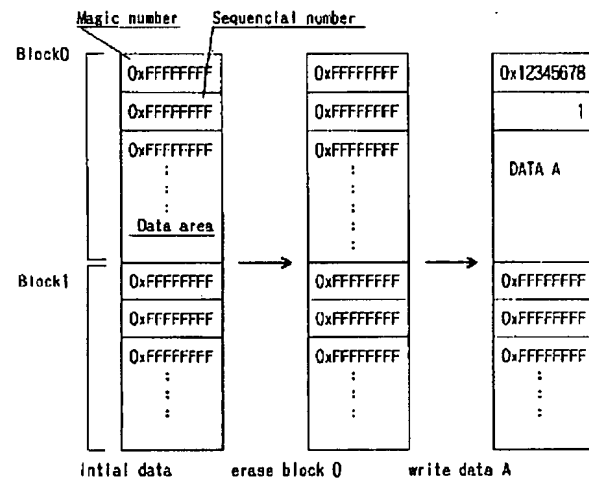 Magic number Sequencial number
Block0 0xFFFFFFFF 0xFFFFFFFF 0x12345678
0xFFFFFFFF 0xFFFFFFFF 1
0xFFFFFFFF 0xFFFFFFFF DATA A
Data area
Block1 0xFFFFFFFF 0xFFFFFFFF 0xFFFFFFFF
0xFFFFFFFF 0xFFFFFFFF 0xFFFFFFFF
0xFFFFFFFF 0xFFFFFFFF 0xFFFFFFFF
intial data erase block 0 write data A